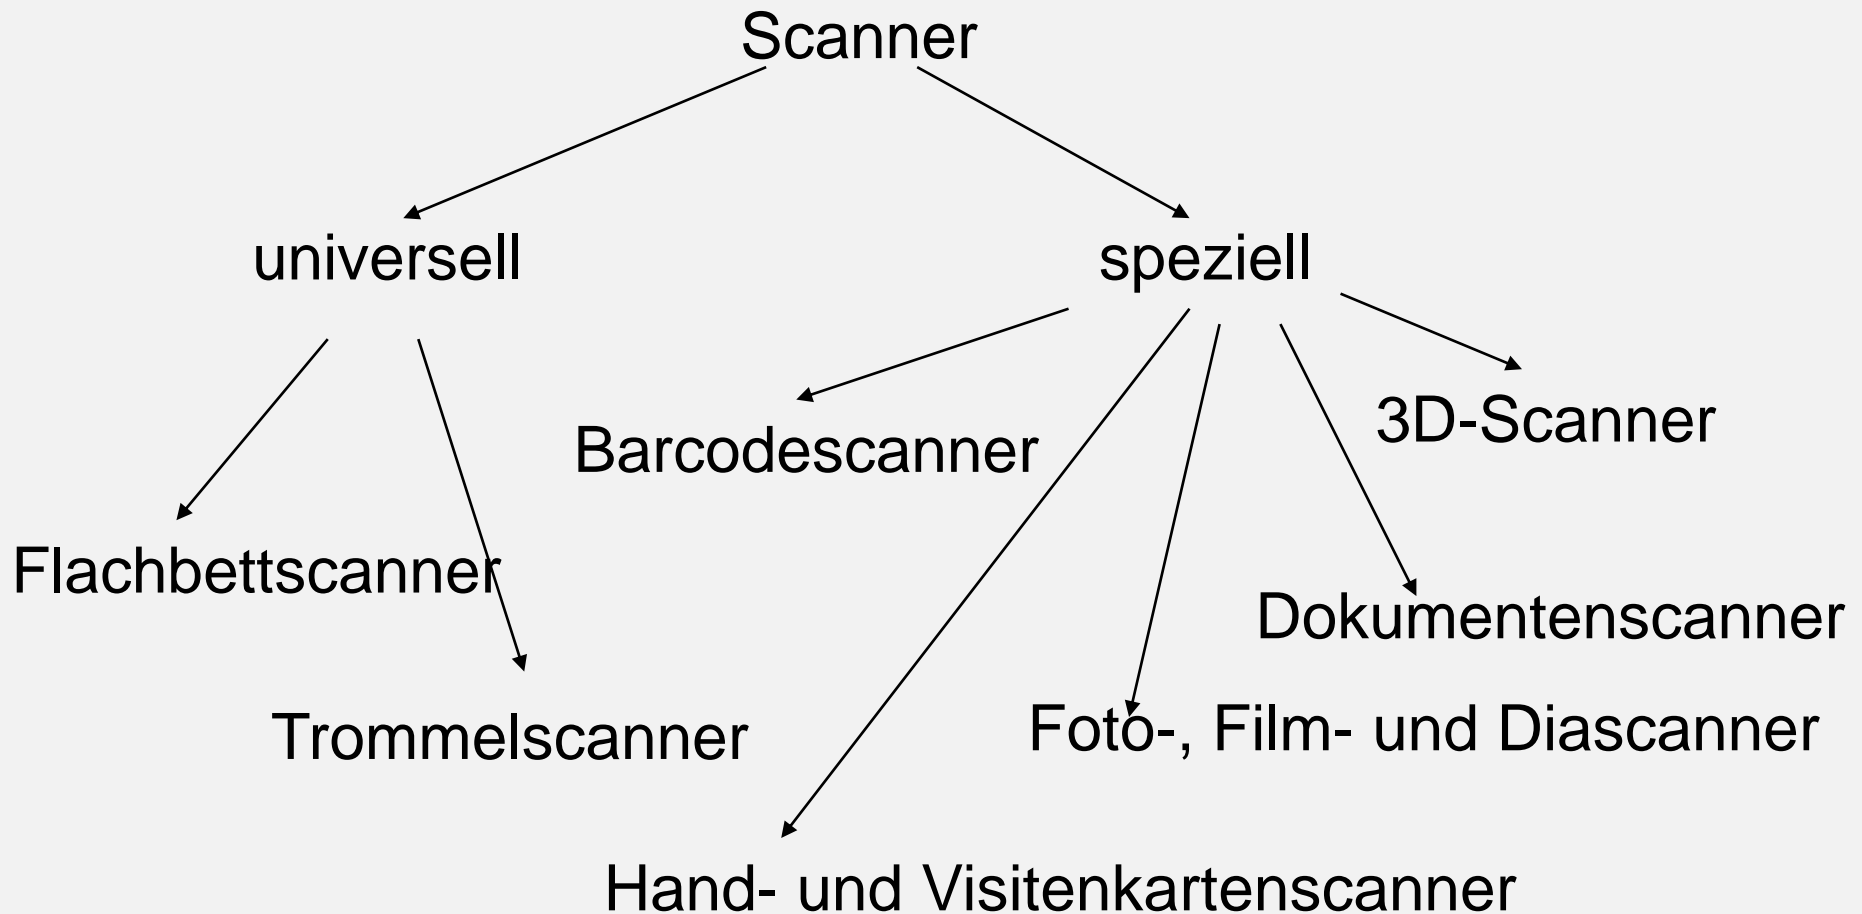 Scanner
universell
speziell
3D-Scanner
Barcodescanner
Flachbettscanner
Dokumentenscanner
Trommelscanner
Foto-, Film- und Diascanner
Hand- und Visitenkartenscanner